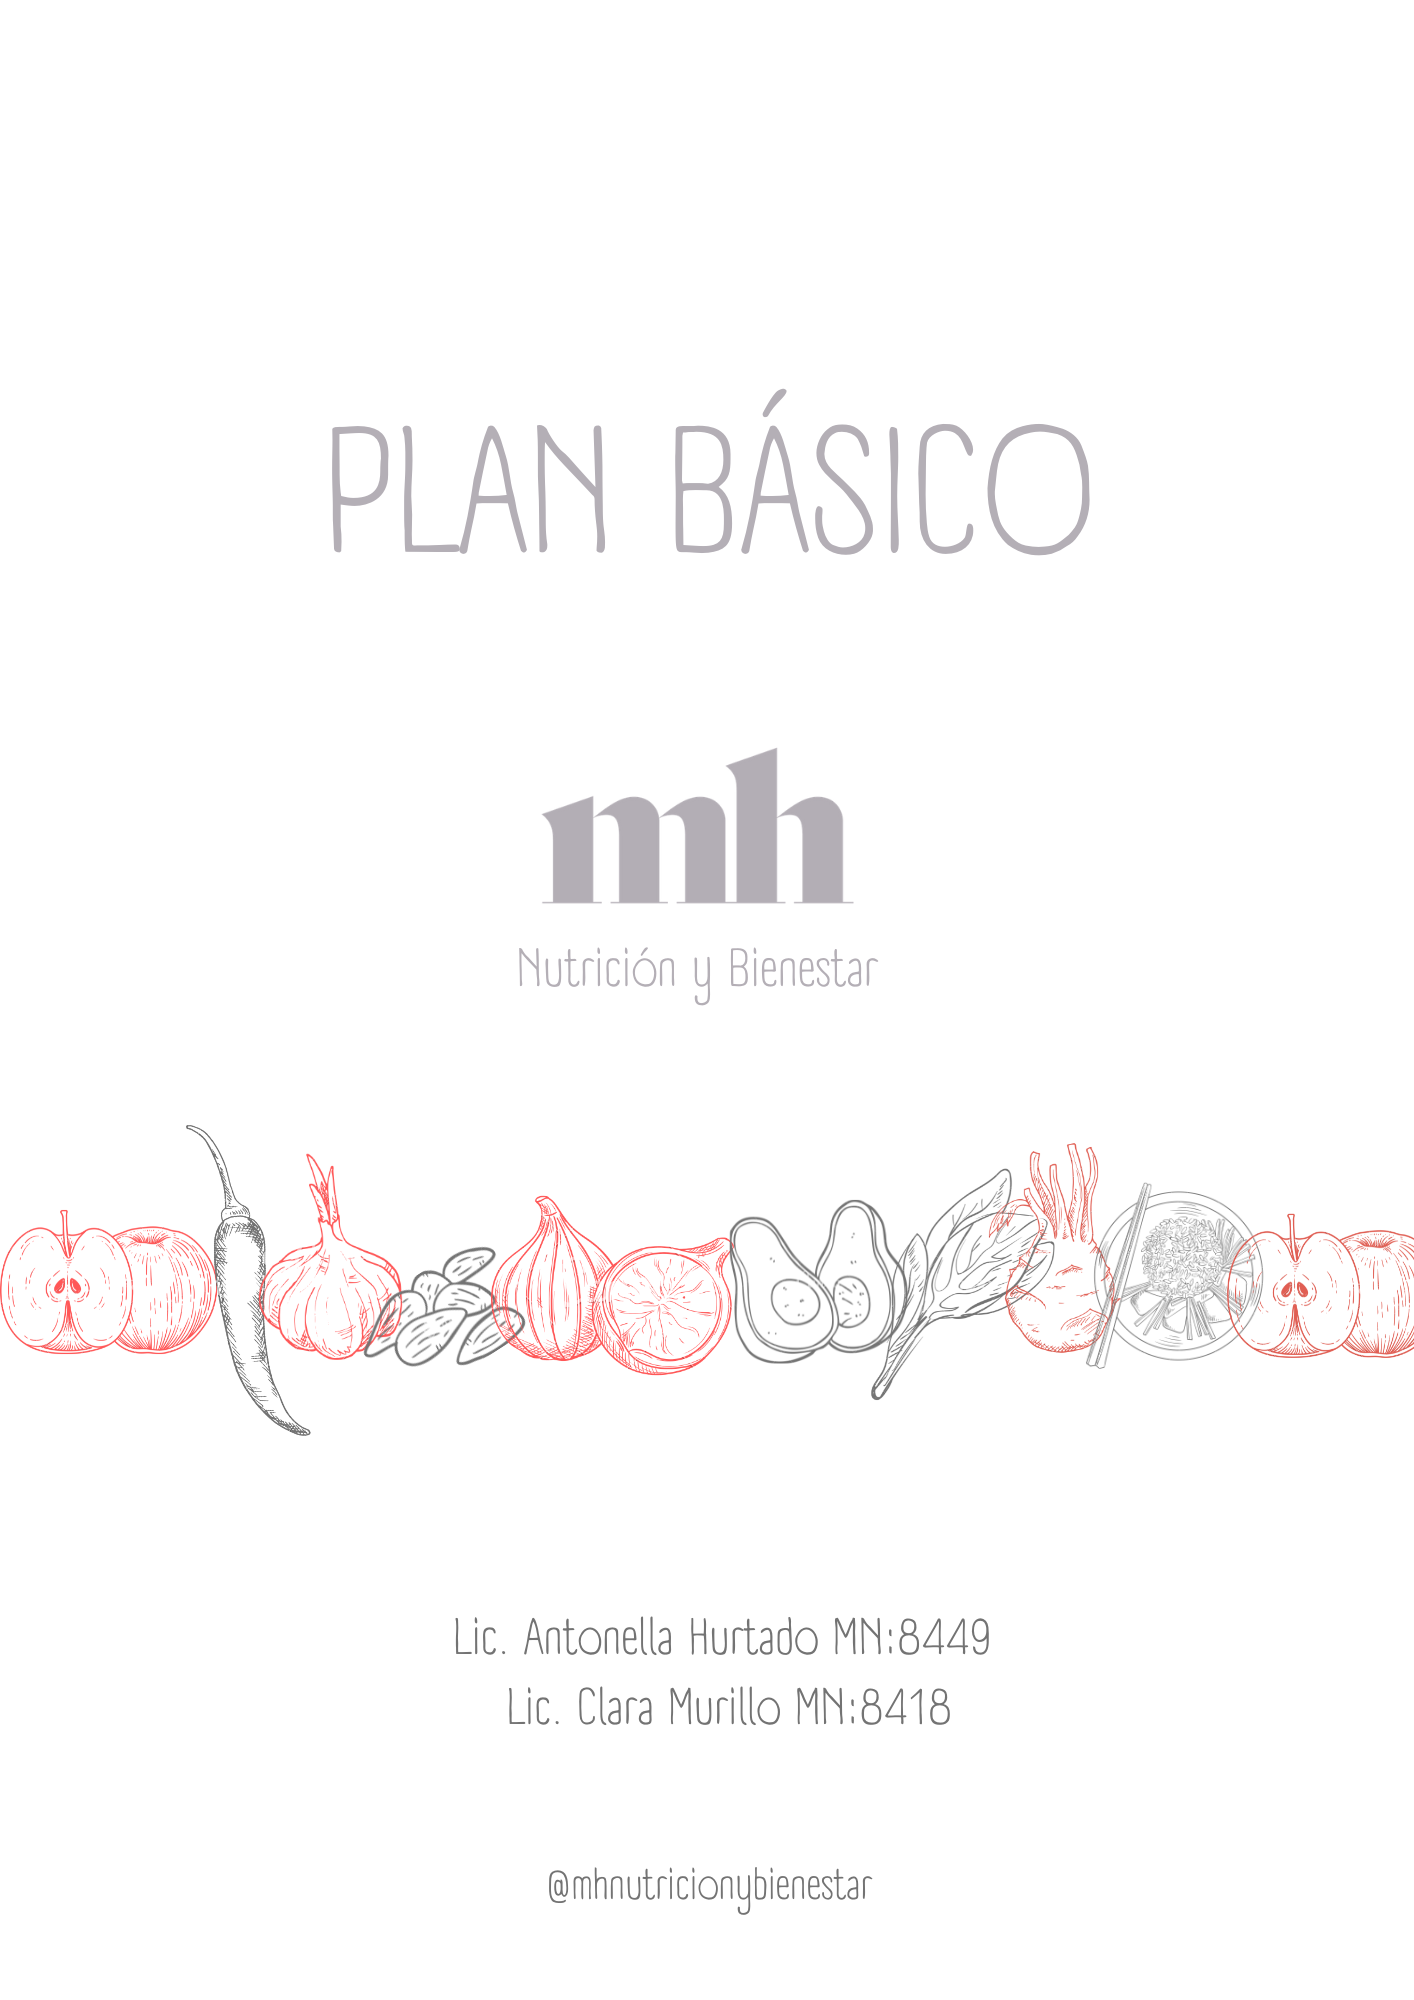 PLAN BÁSICO
mh
Nutrición y Bienestar
Lic. Antonella Hurtado MN:8449
Lic. Clara Murillo MN:8418
@mhnutricionybienestar